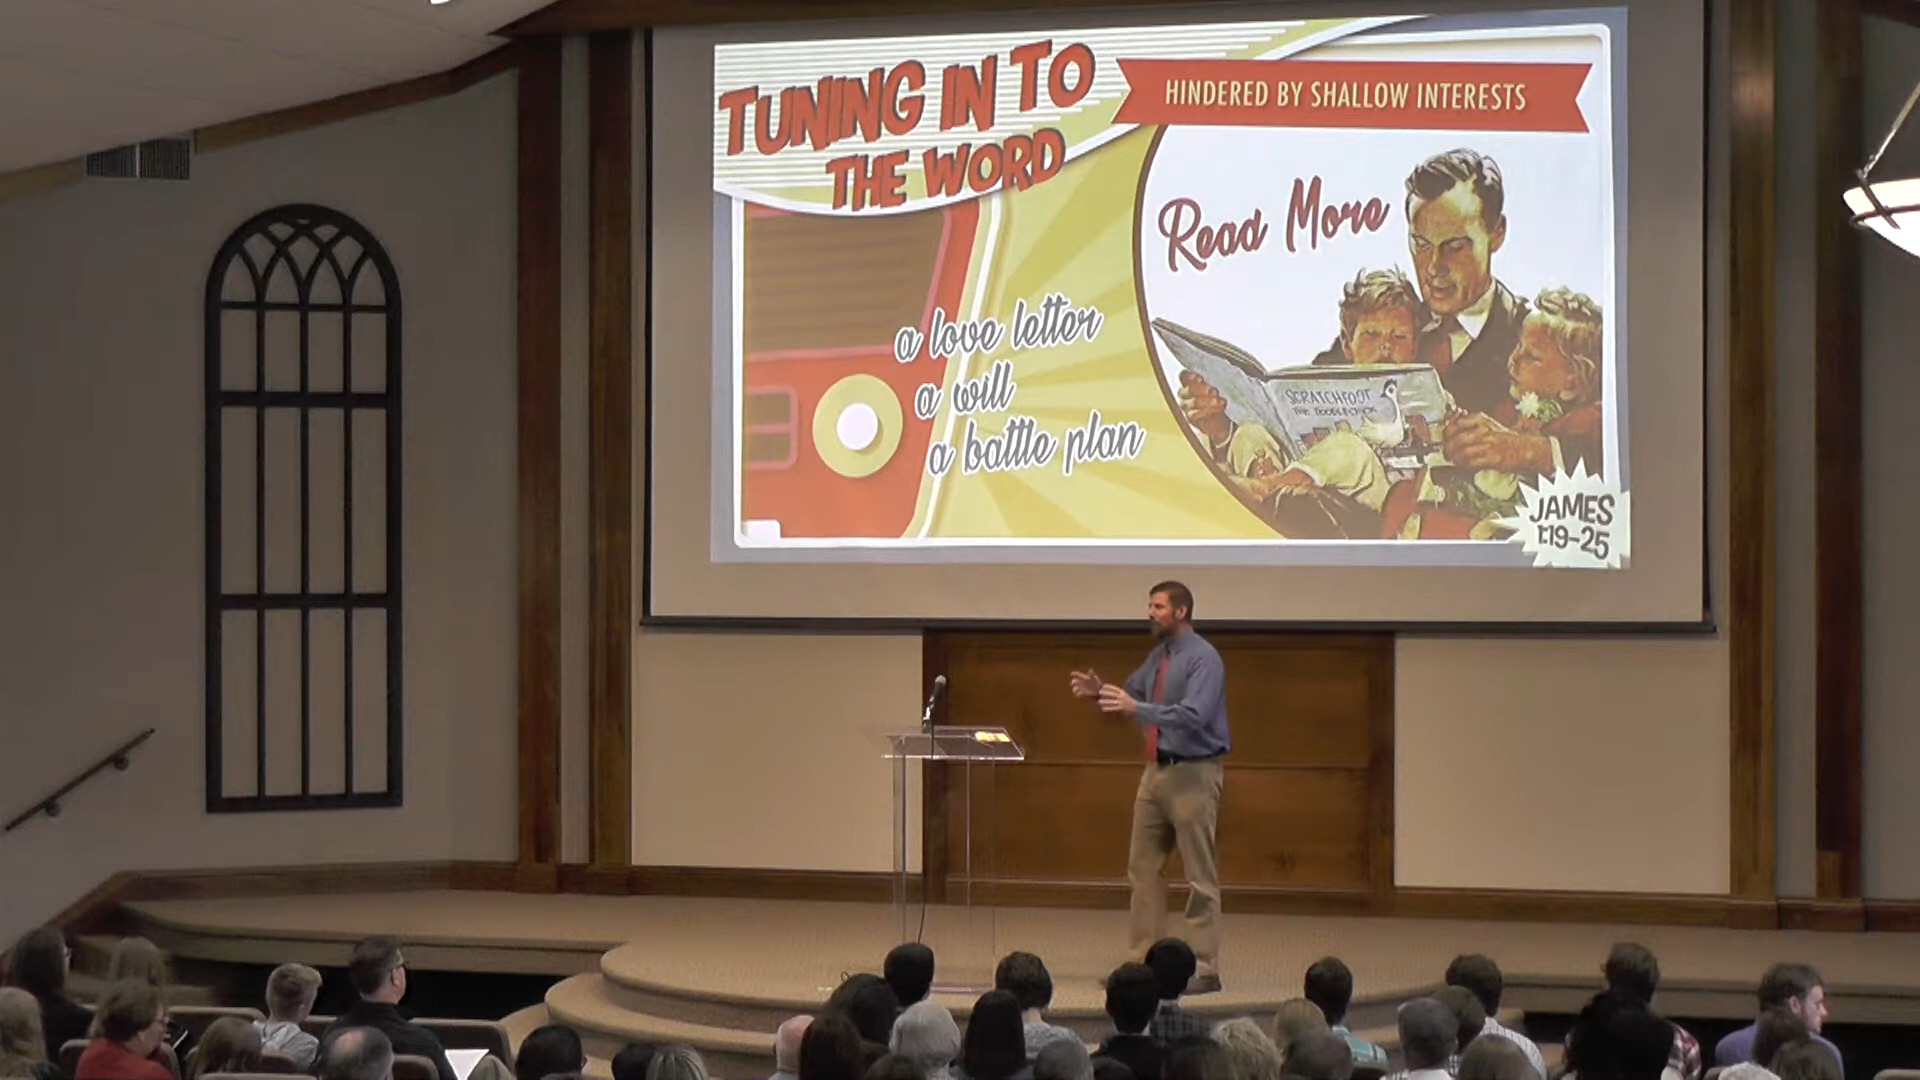 TUNING IN TO
THE WORD
HINDERED BY SHALLOW INTERESTS
Read More
a love letter
a will
a battle plan
SCRATCHFOOT
THE
JAMES
1:19-25